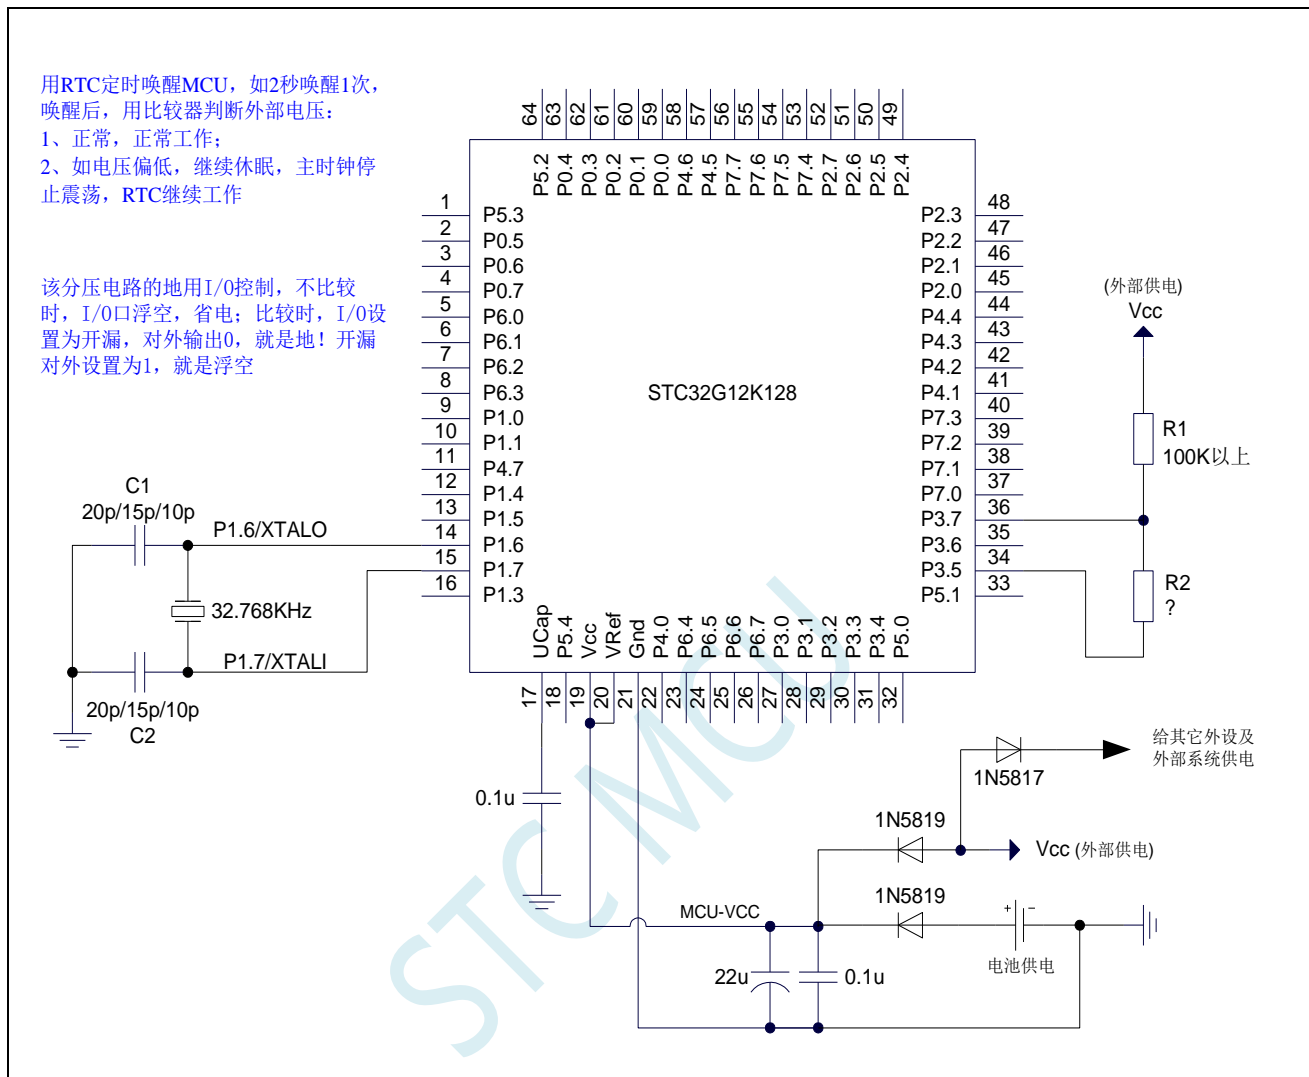 用RTC定时唤醒MCU，如2秒唤醒1次，
唤醒后，用比较器判断外部电压：
1、正常，正常工作；
2、如电压偏低，继续休眠，主时钟停
止震荡，RTC继续工作
该分压电路的地用I/O控制，不比较
时，I/O口浮空，省电；比较时，I/O设
置为开漏，对外输出0，就是地！开漏
对外设置为1，就是浮空
64 63 62 61 60 59 58 57 56 55 54 53 52 51 50 49
P5.2 P0.4 P0.3 P0.2 P0.1 P0.0 P4.6 P4.5 P7.7 P7.6 P7.5 P7.4 P2.7 P2.6 P2.5 P2.4
1 P5.3
2 P0.5
3 P0.6
4 P0.7
5 P6.0
6 P6.1
7 P6.2
8 P6.3
9 P1.0
10 P1.1
11 P4.7
12 P1.4
13 P1.5
14 P1.6
15 P1.7
16 P1.3
STC32G12K128
P2.3 48
P2.2 47
P2.1 46
P2.0 45
P4.4 44
P4.3 43
P4.2 42
P4.1 41
P7.3 40
P7.2 39
P7.1 38
P7.0 37
P3.7 36
P3.6 35
P3.5 34
P5.1 33
UCap P5.4 Vcc VRef Gnd P4.0 P6.4 P6.5 P6.6 P6.7 P3.0 P3.1 P3.2 P3.3 P3.4 P5.0
17 18 19 20 21 22 23 24 25 26 27 28 29 30 31 32
C1
20p/15p/10p
P1.6/XTALO
32.768KHz
P1.7/XTALI
20p/15p/10p
C2
(外部供电)
Vcc
R1
100K以上
R2
?
0.1u
给其它外设及
外部系统供电
1N5817
1N5819
Vcc (外部供电)
1N5819
MCU-VCC
+ −
电池供电
22u
0.1u
STC MCU